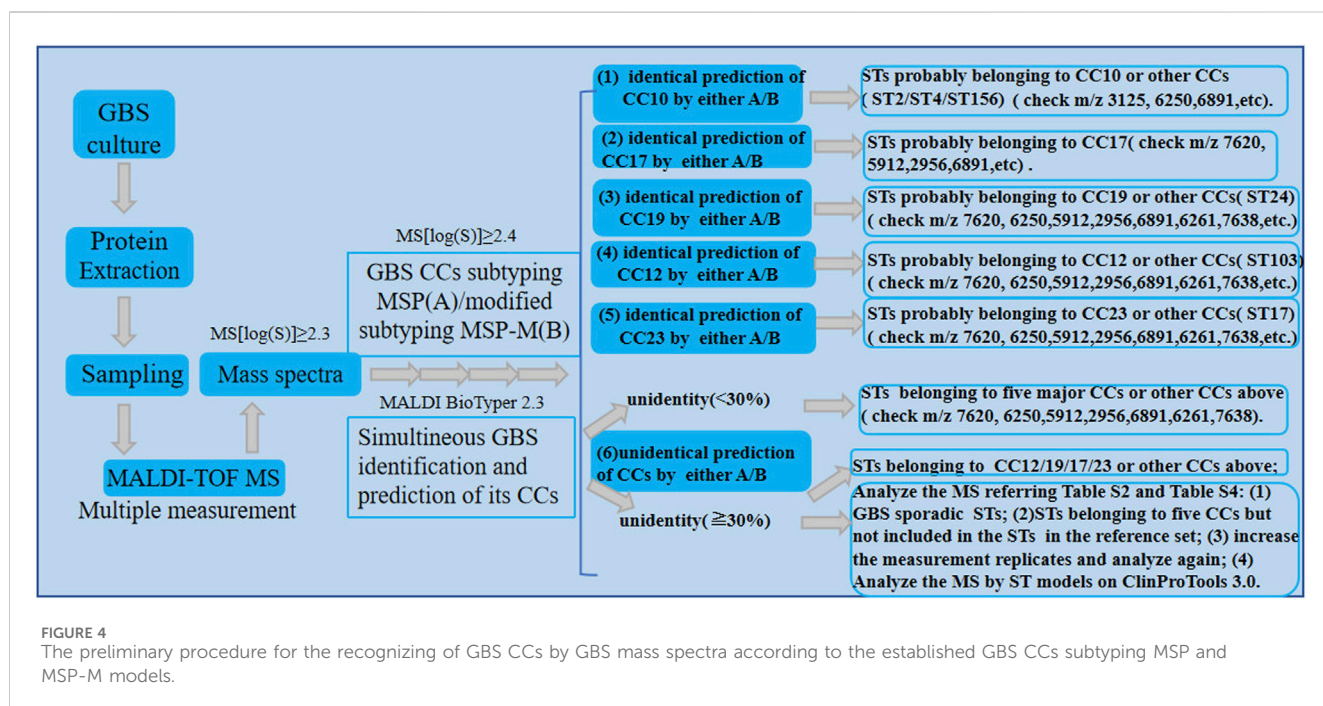 GBS
culture
Protein
Extraction
Sampling
MALDI-TOF MS
Multiple measurement
MS[log(S)]≥2.3
Mass spectra
MS[log(S)]≥2.4
GBS CCs subtyping
MSP(A)/modified
subtyping MSP-M(B)
MALDI BioTyper 2.3
Simultineous GBS
identification and
prediction of its CCs
(1) identical prediction of
CC10 by either A/B
STs probably belonging to CC10 or other CCs
( ST2/ST4/ST156) ( check m/z 3125, 6250,6891,etc).
(2) identical prediction of
CC17 by either A/B
STs probably belonging to CC17( check m/z 7620,
5912,2956,6891,etc) .
(3) identical prediction of
CC19 by either A/B
STs probably belonging to CC19 or other CCs( ST24)
( check m/z 7620, 6250,5912,2956,6891,6261,7638,etc.)
(4) identical prediction of
CC12 by either A/B
STs probably belonging to CC12 or other CCs( ST103)
( check m/z 7620, 6250,5912,2956,6891,6261,7638,etc.)
(5) identical prediction of
CC23 by either A/B
STs probably belonging to CC23 or other CCs( ST17)
( check m/z 7620, 6250,5912,2956,6891,6261,7638,etc.)
unidentity(<30%)
STs belonging to five major CCs or other CCs above
( check m/z 7620, 6250,5912,2956,6891,6261,7638).
(6)unidentical prediction
of CCs by either A/B
unidentity(≧30%)
STs belonging to CC12/19/17/23 or other CCs above;
Analyze the MS referring Table S2 and Table S4: (1)
GBS sporadic STs; (2)STs belonging to five CCs but
not included in the STs in the reference set; (3) increase
the measurement replicates and analyze again; (4)
Analyze the MS by ST models on ClinProTools 3.0.
FIGURE 4
The preliminary procedure for the recognizing of GBS CCs by GBS mass spectra according to the established GBS CCs subtyping MSP and
MSP-M models.